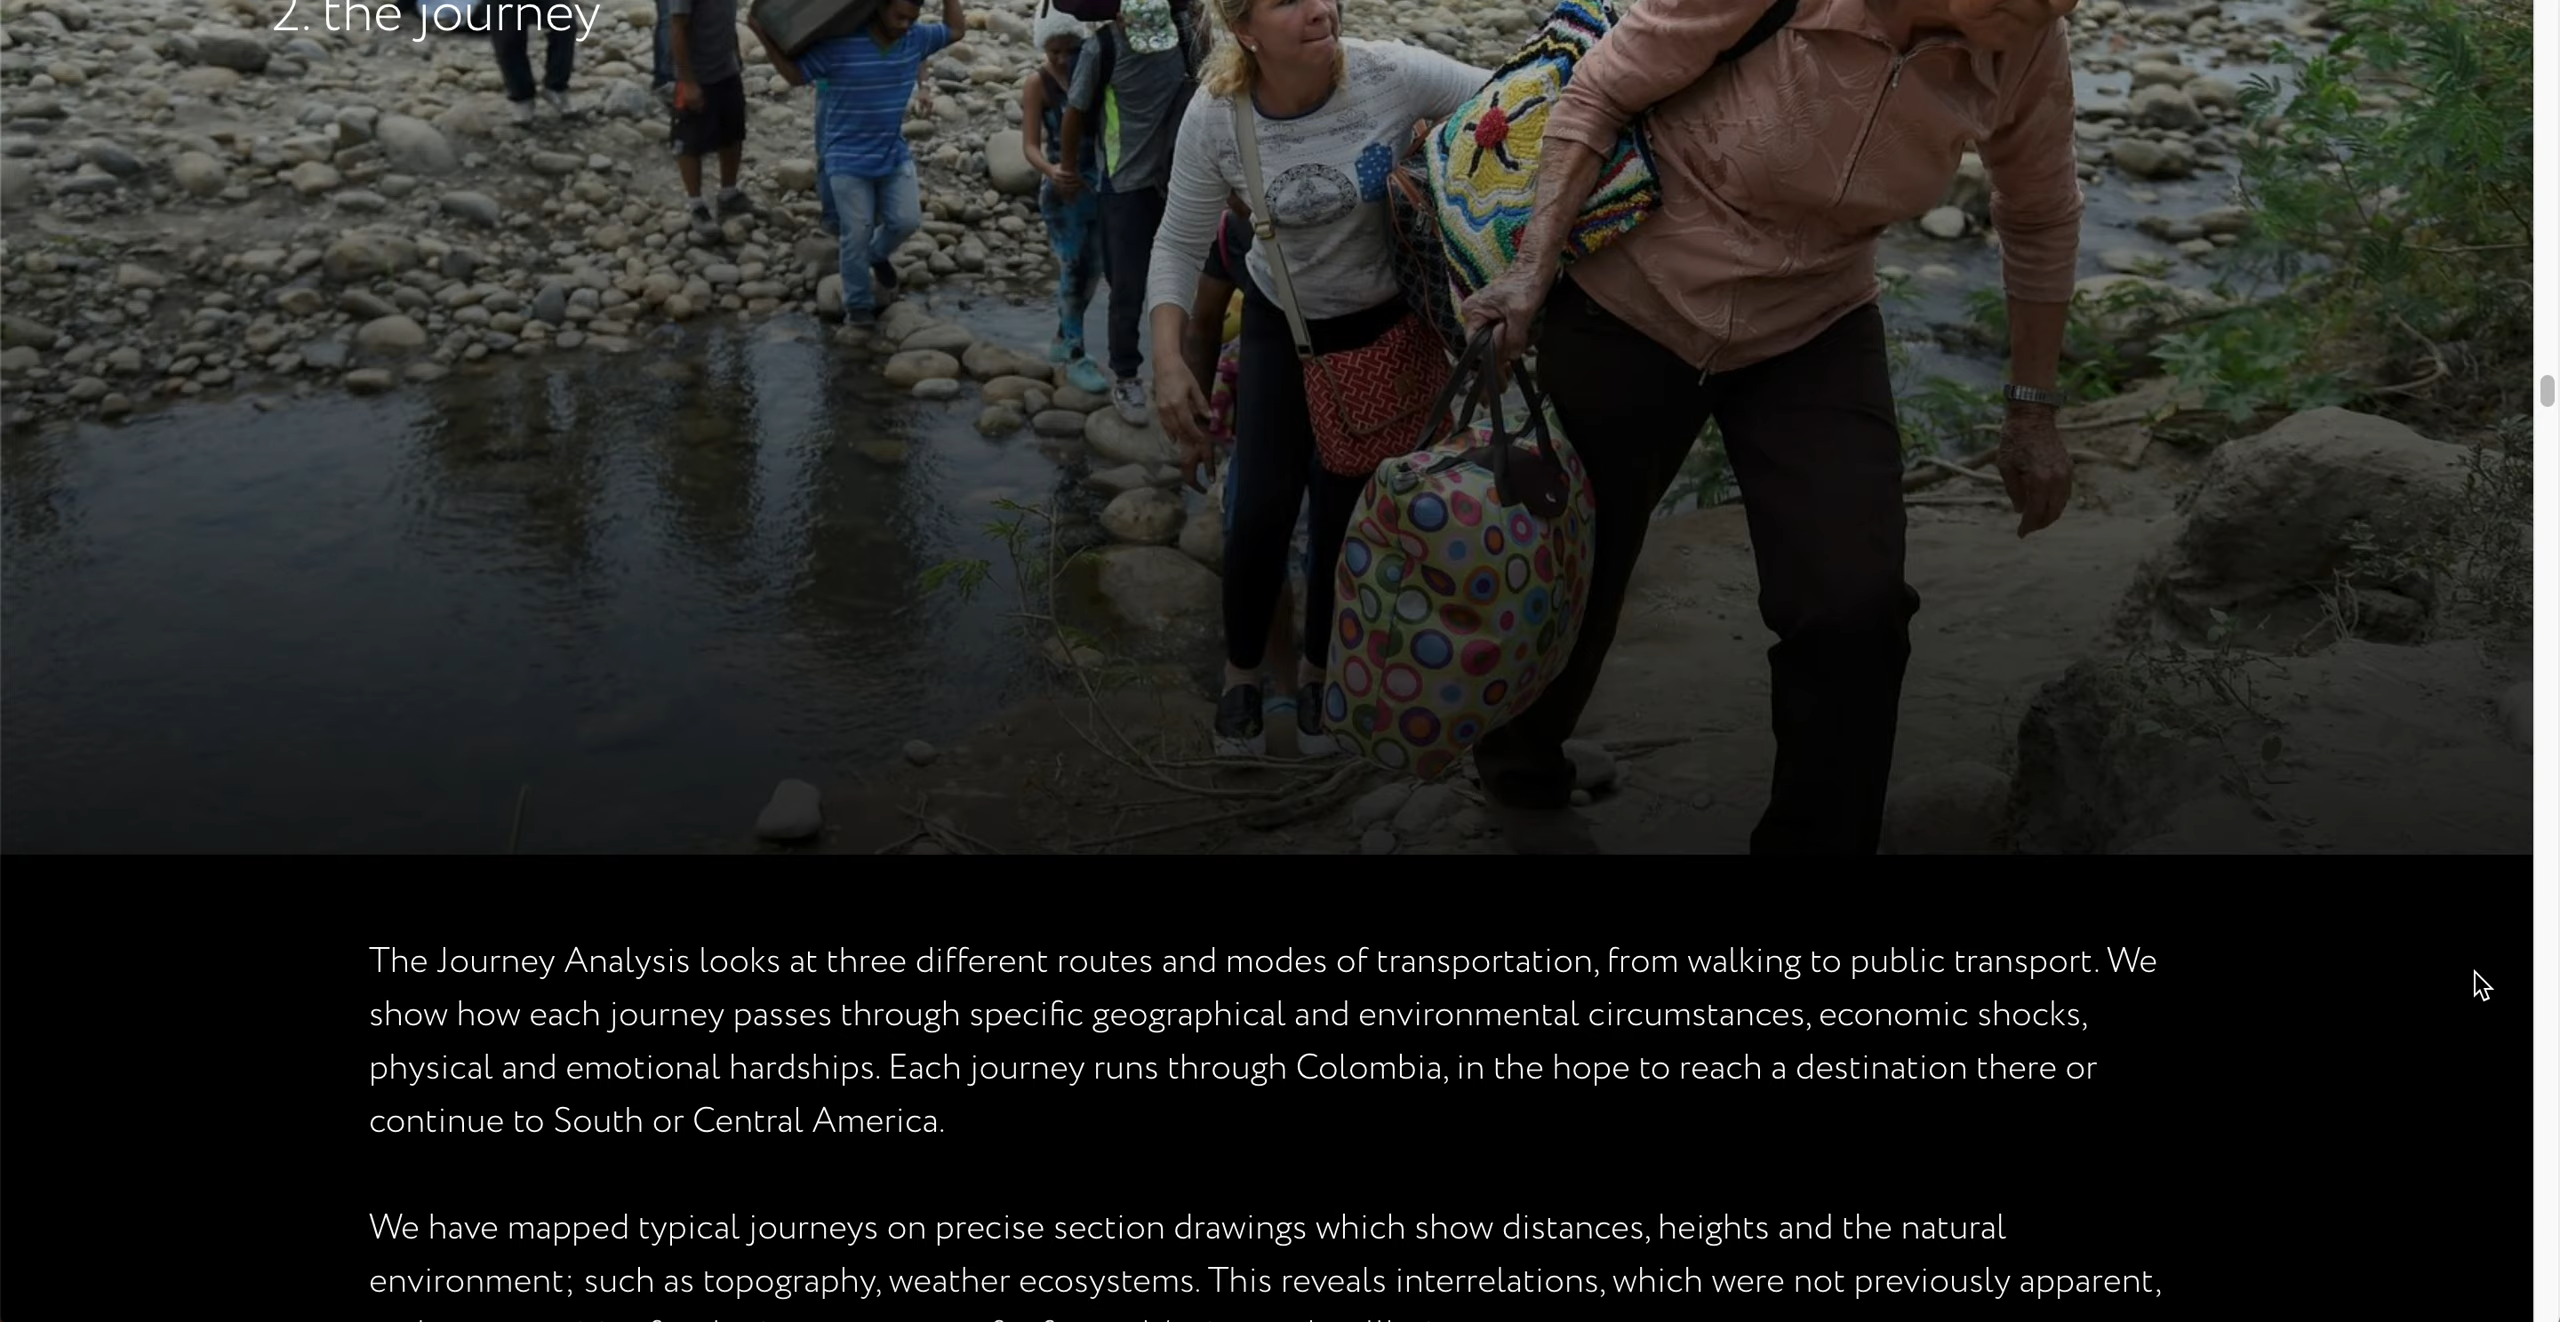 2. the journey
The Journey Analysis looks at three different routes and modes of transportation, from walking to public transport. We
show how each journey passes through specific geographical and environmental circumstances, economic shocks,
physical and emotional hardships. Each journey runs through Colombia, in the hope to reach a destination there or
continue to South or Central America.
We have mapped typical journeys on precise section drawings which show distances, heights and the natural
environment; such as topography, weather ecosystems. This reveals interrelations, which were not previously apparent,